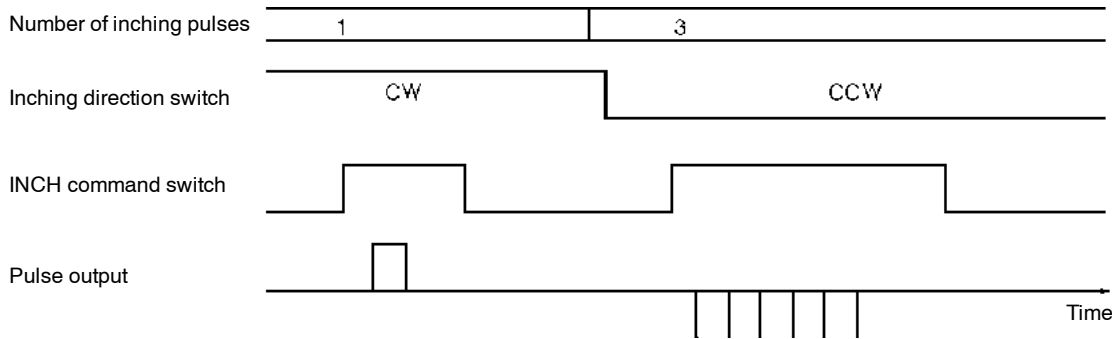 Number of inching pulses 1 3
Inching direction switch CW CCW
INCH command switch
Pulse output
Time